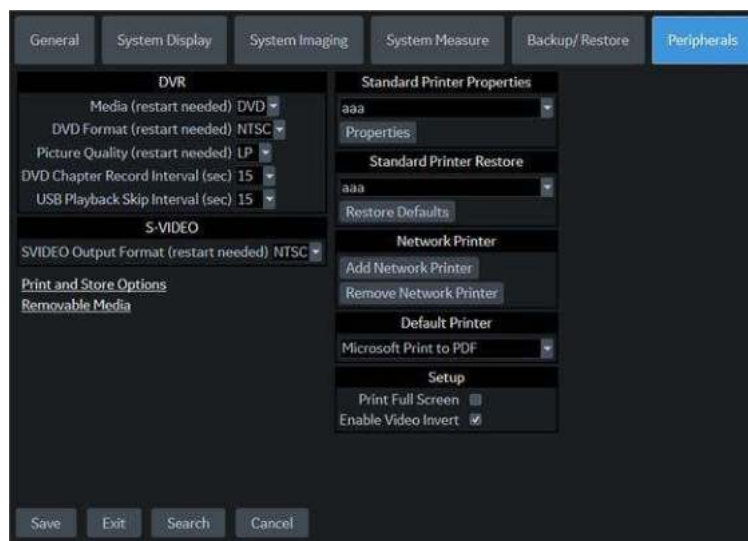 General
System Display
System Imaging
System Measure
Backup/ Restore
Peripherals
DVR
Media (restart needed) DVD
DVD Format (restart needed) NTSC
Picture Quality (restart needed) LP
DVD Chapter Record Interval (sec) 15
USB Playback Skip Interval (sec) 15
S-VIDEO
SVIDEO Output Format (restart needed) NTSC
Print and Store Options
Removable Media
Standard Printer Properties
aaa
Properties
Standard Printer Restore
aaa
Restore Defaults
Network Printer
Add Network Printer
Remove Network Printer
Default Printer
Microsoft Print to PDF
Setup
Print Full Screen
Enable Video Invert
Save
Exit
Search
Cancel